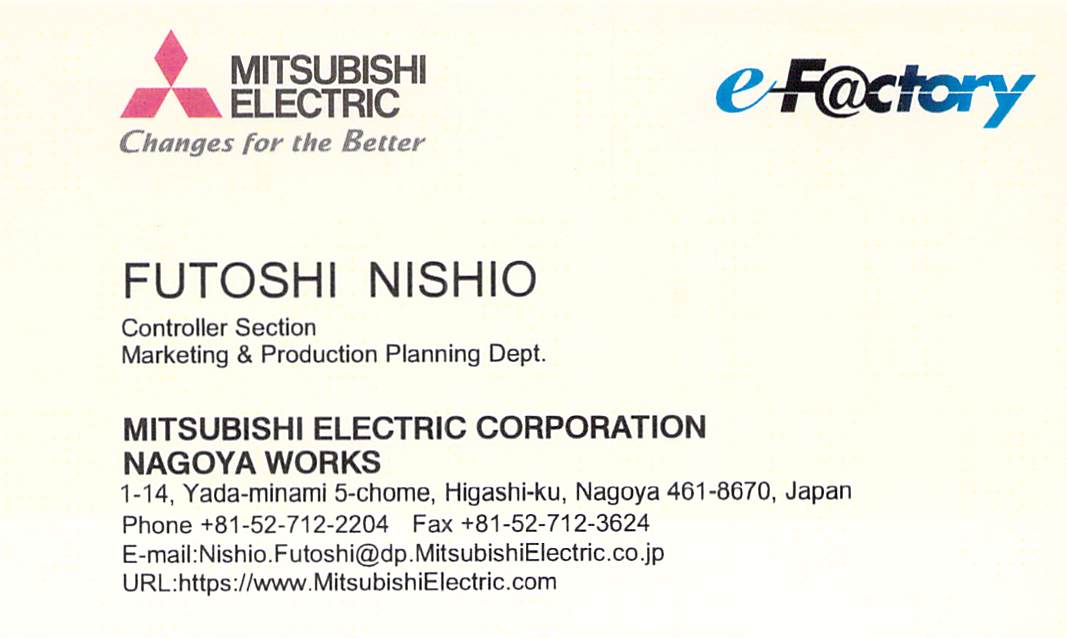 MITSUBISHI
ELECTRIC
Changes for the Better
e-F@ctory
FUTOSHI NISHIO
Controller Section
Marketing & Production Planning Dept.
MITSUBISHI ELECTRIC CORPORATION
NAGOYA WORKS
1-14, Yada-minami 5-chome, Higashi-ku, Nagoya 461-8670, Japan
Phone +81-52-712-2204 Fax +81-52-712-3624
E-mail:Nishio.Futoshi@dp.MitsubishiElectric.co.jp
URL:https://www.MitsubishiElectric.com